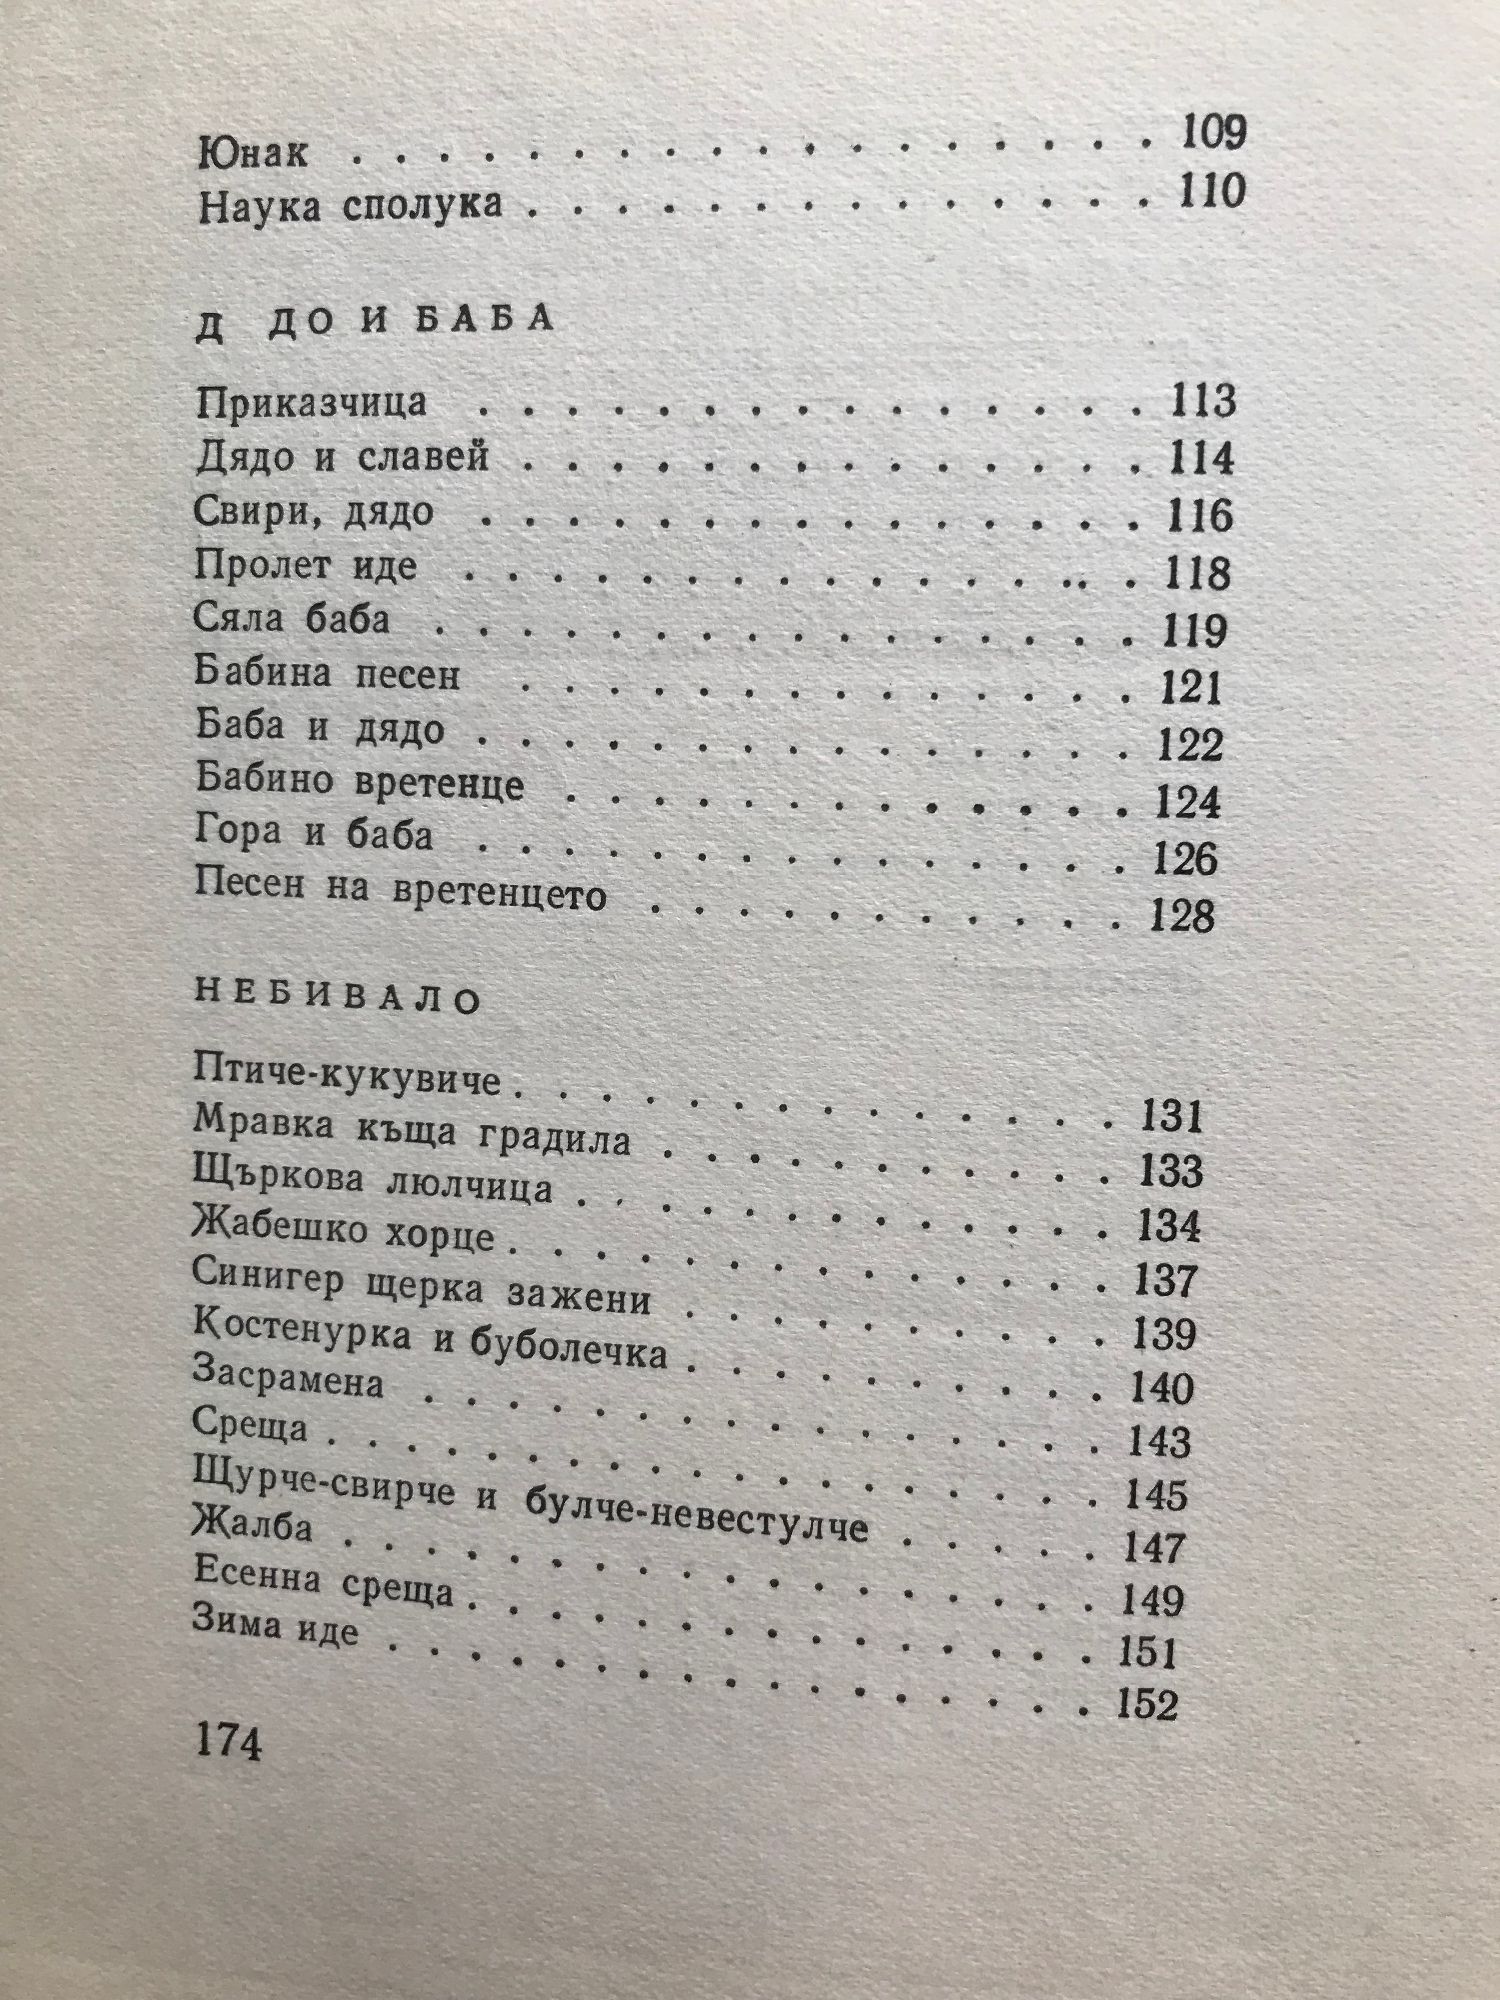 Юнак . . . . . . . . . . . . . . . . . . 109
Наука сполука . . . . . . . . . . . . . . 110
Д ДО И БАБА
Приказчица . . . . . . . . . . . . . . . 113
Дядо и славей . . . . . . . . . . . . . . 114
Свири, дядо . . . . . . . . . . . . . . . 116
Пролет иде . . . . . . . . . . . . . . .. . 118
Сяла баба . . . . . . . . . . . . . . . . 119
Бабина песен . . . . . . . . . . . . . . 121
Баба и дядо . . . . . . . . . . . . . . . 122
Бабино вретенце . . . . . . . . . . . . . 124
Гора и баба . . . . . . . . . . . . . . . 126
Песен на вретенцето . . . . . . . . . . . 128
НЕБИВАЛО
Птиче-кукувиче . . . . . . . . . . . . . . 131
Мравка къща градила . . . . . . . . . . . 133
Щъркова люлчица . . . . . . . . . . . . . 134
Жабешко хорце . . . . . . . . . . . . . . 137
Синигер щерка зажени . . . . . . . . . . 139
Костенурка и буболечка . . . . . . . . . . 140
Засрамена . . . . . . . . . . . . . . . . 143
Среща . . . . . . . . . . . . . . . . . . 145
Щурче-свирче и булче-невестулче . . . . . 147
Жалба . . . . . . . . . . . . . . . . . . 149
Есенна среща . . . . . . . . . . . . . . . 151
Зима иде . . . . . . . . . . . . . . . . . 152
174